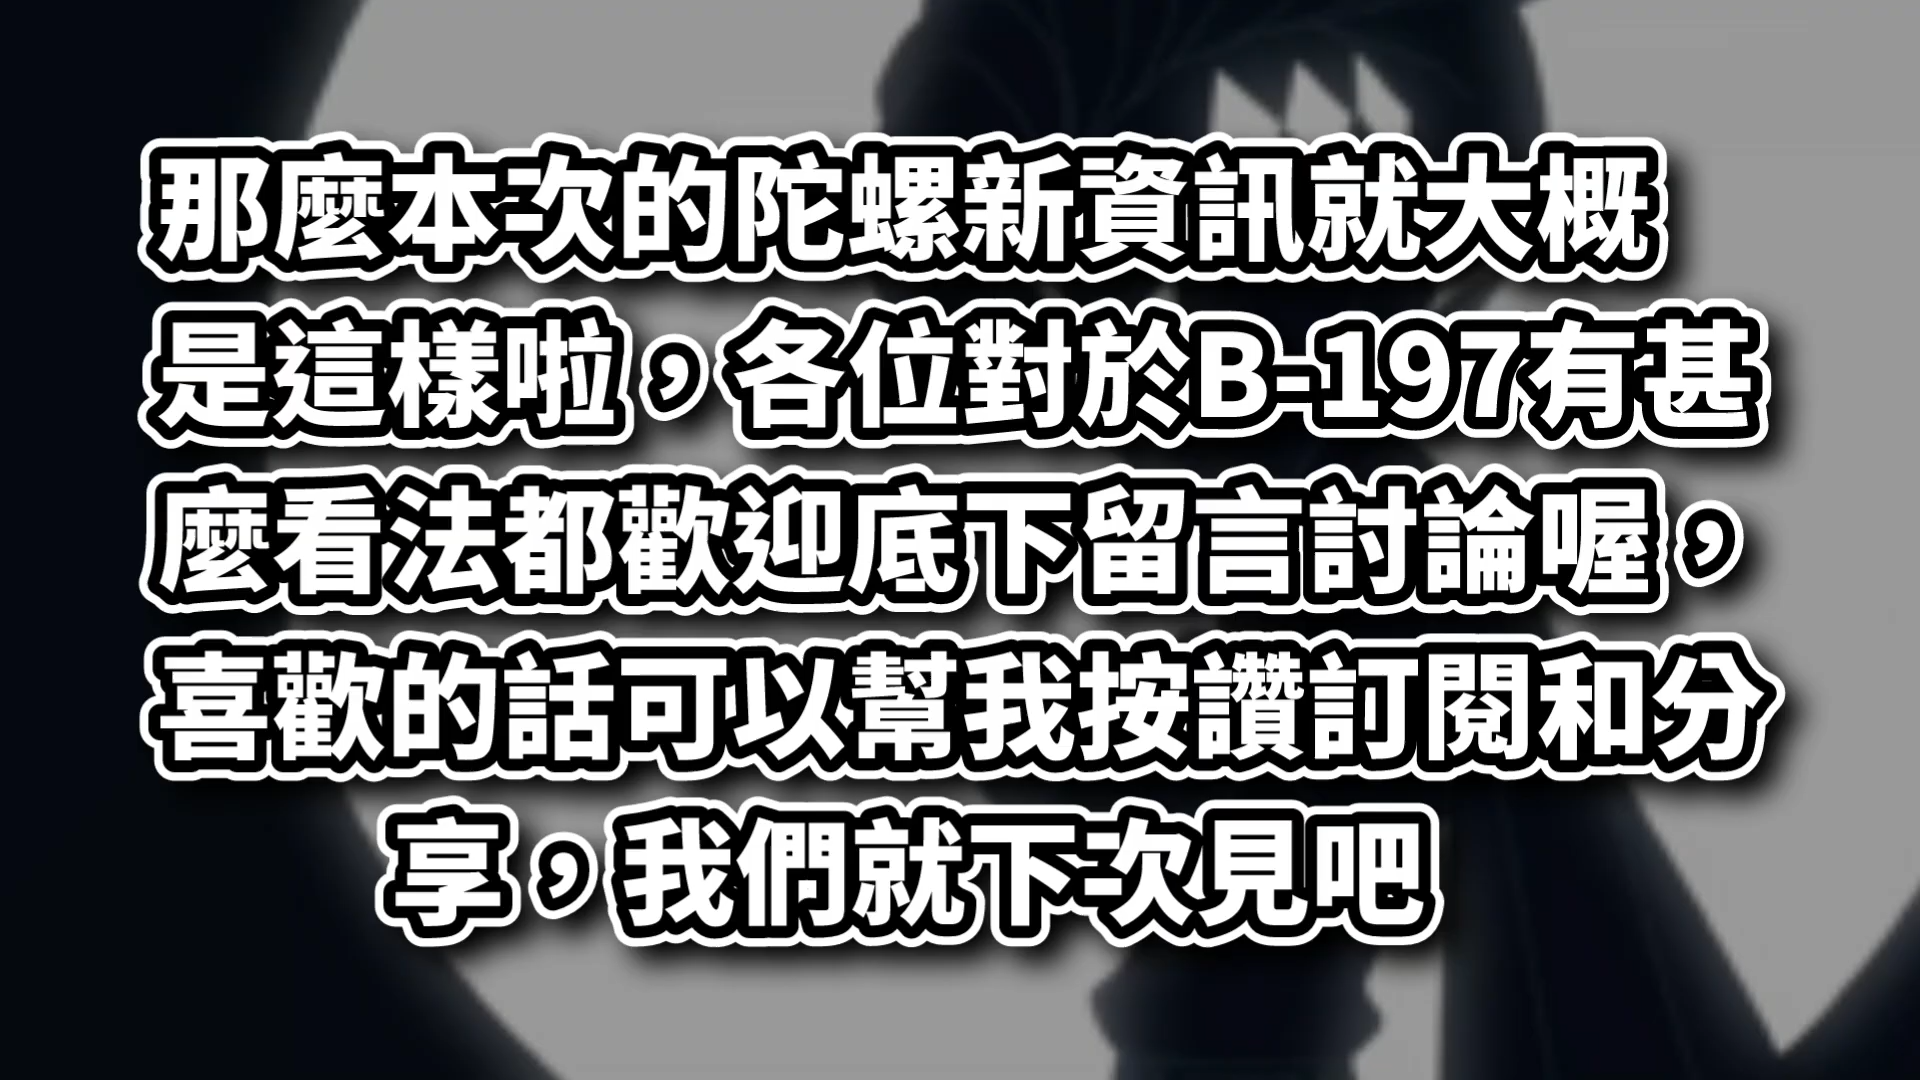 那麼本次的陀螺新資訊就大概
是這樣啦，各位對於B-197有甚
麼看法都歡迎底下留言討論喔，
喜歡的話可以幫我按讚訂閱和分
享，我們就下次見吧